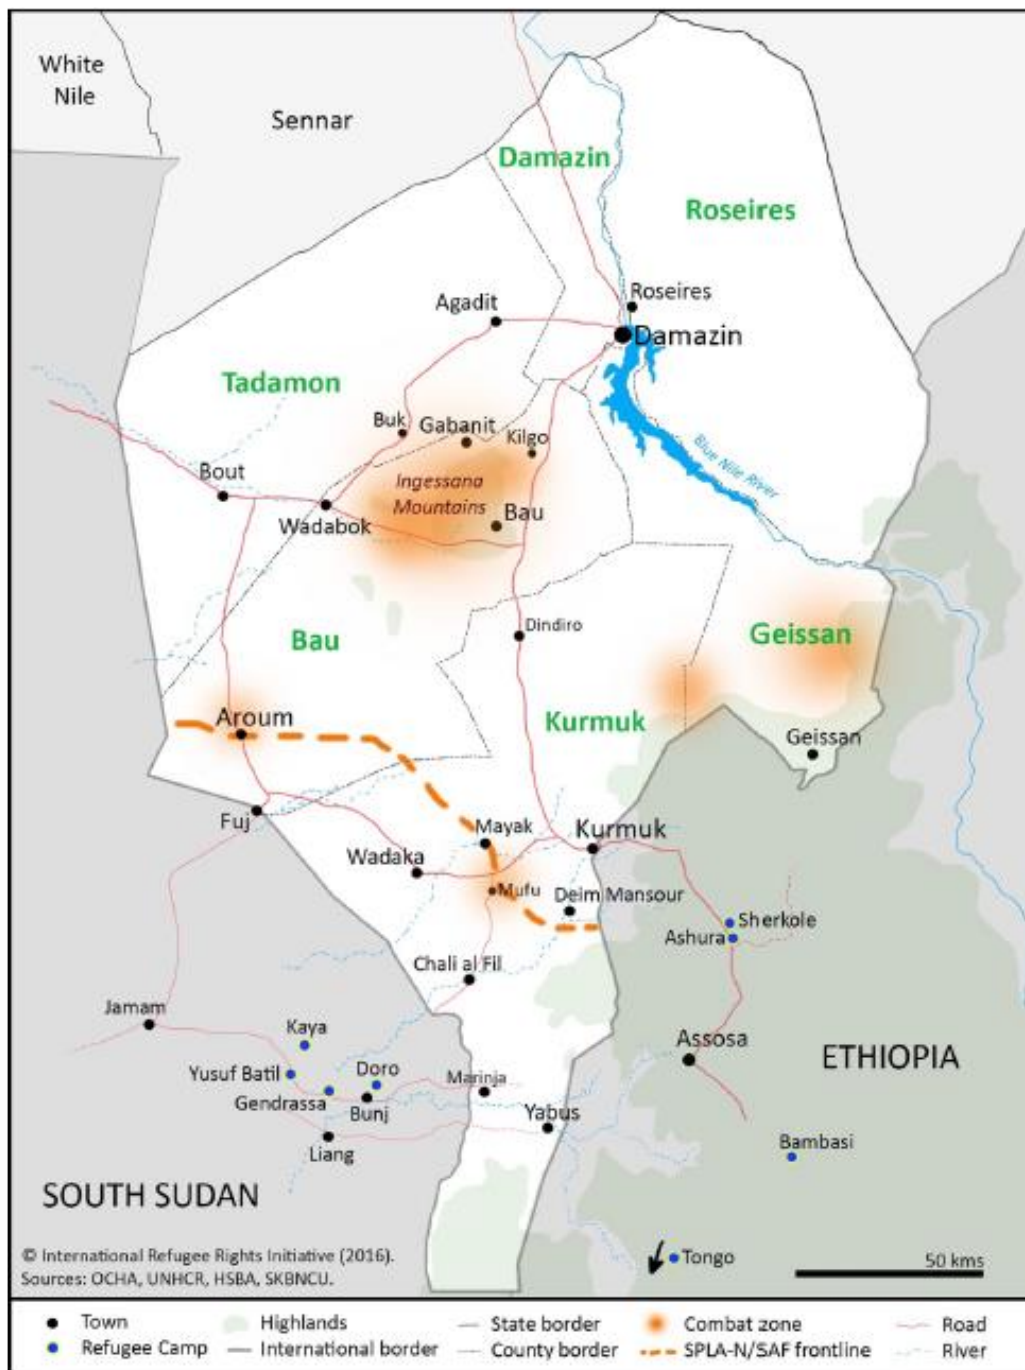 White
Nile
Sennar
Damazin
Roseires
Roseires
Agadit
Damazin
Tadamon
Buk
Gabanit
Kilgo
Blue Nile River
Bout
Ingessana
Mountains
Wadabok
Bau
Dindiro
Bau
Geissan
Aroum
Kurmuk
Geissan
Fuj
Mayak
Kurmuk
Wadaka
Mufu
Deim Mansour
Sherkole
Ashura
Chali al Fil
Jamam
Kaya
Assosa
ETHIOPIA
Yusuf Batil
Doro
Marinja
Gendrassa
Bunj
Yabus
Liang
Bambasi
SOUTH SUDAN
© International Refugee Rights Initiative (2016).
Sources: OCHA, UNHCR, HSBA, SKBNCU.
Tongo
50 kms
Town
Highlands
State border
Combat zone
Road
Refugee Camp
International border
County border
SPLA-N/SAF frontline
River